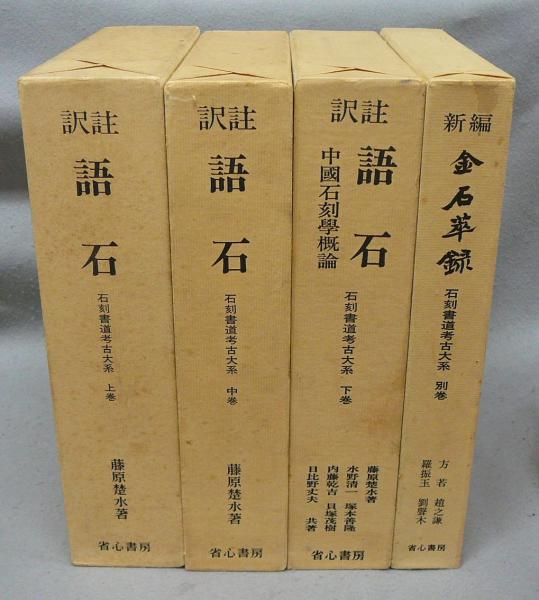 訳註
語石
石刻書道考古大系 上巻
藤原楚水著
省心書房
訳註
語石
石刻書道考古大系 中巻
藤原楚水著
省心書房
訳註
語石
中國石刻學概論
石刻書道考古大系 下巻
藤原楚水著
水野清一 塚本善隆
内藤乾吉 貝塚茂樹
日比野丈夫 共著
省心書房
新編
金石萃録
石刻書道考古大系 別巻
方若 趙之謙
羅振玉 劉聲木
省心書房